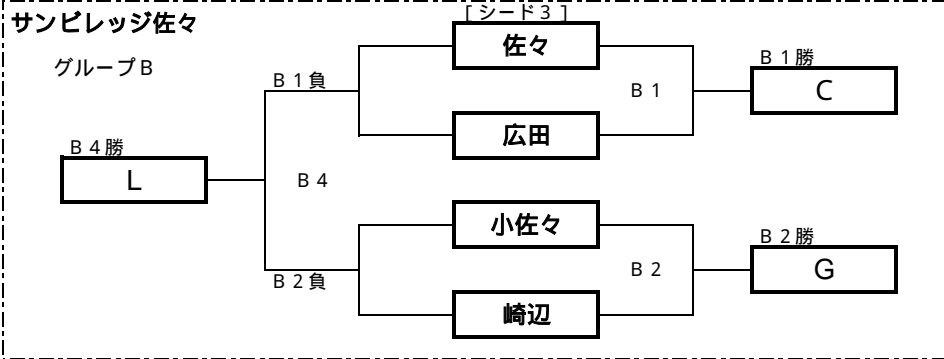 サンビレッジ佐々
[シード3]
佐々
グループB
B1負
B1
B1勝
C
広田
B4勝
L
B4
小佐々
B2勝
G
B2負
B2
崎辺